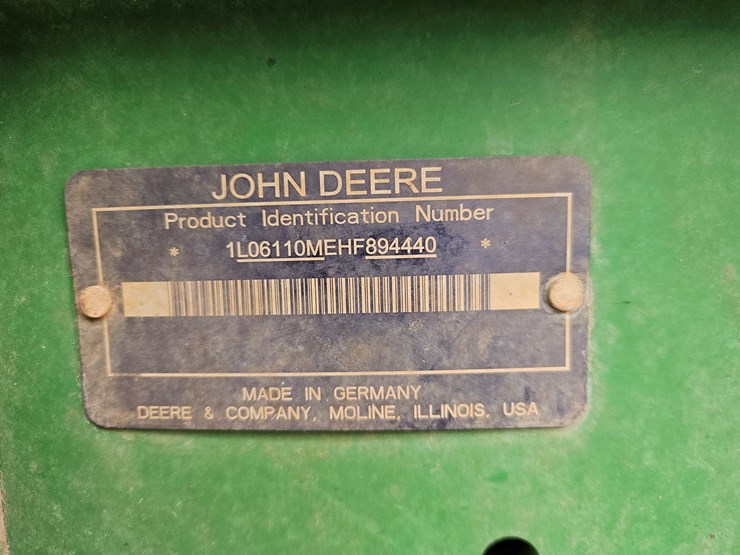 JOHN DEERE
Product Identification Number
* 1L06110MEHF894440 *
MADE IN GERMANY
DEERE & COMPANY, MOLINE, ILLINOIS, USA